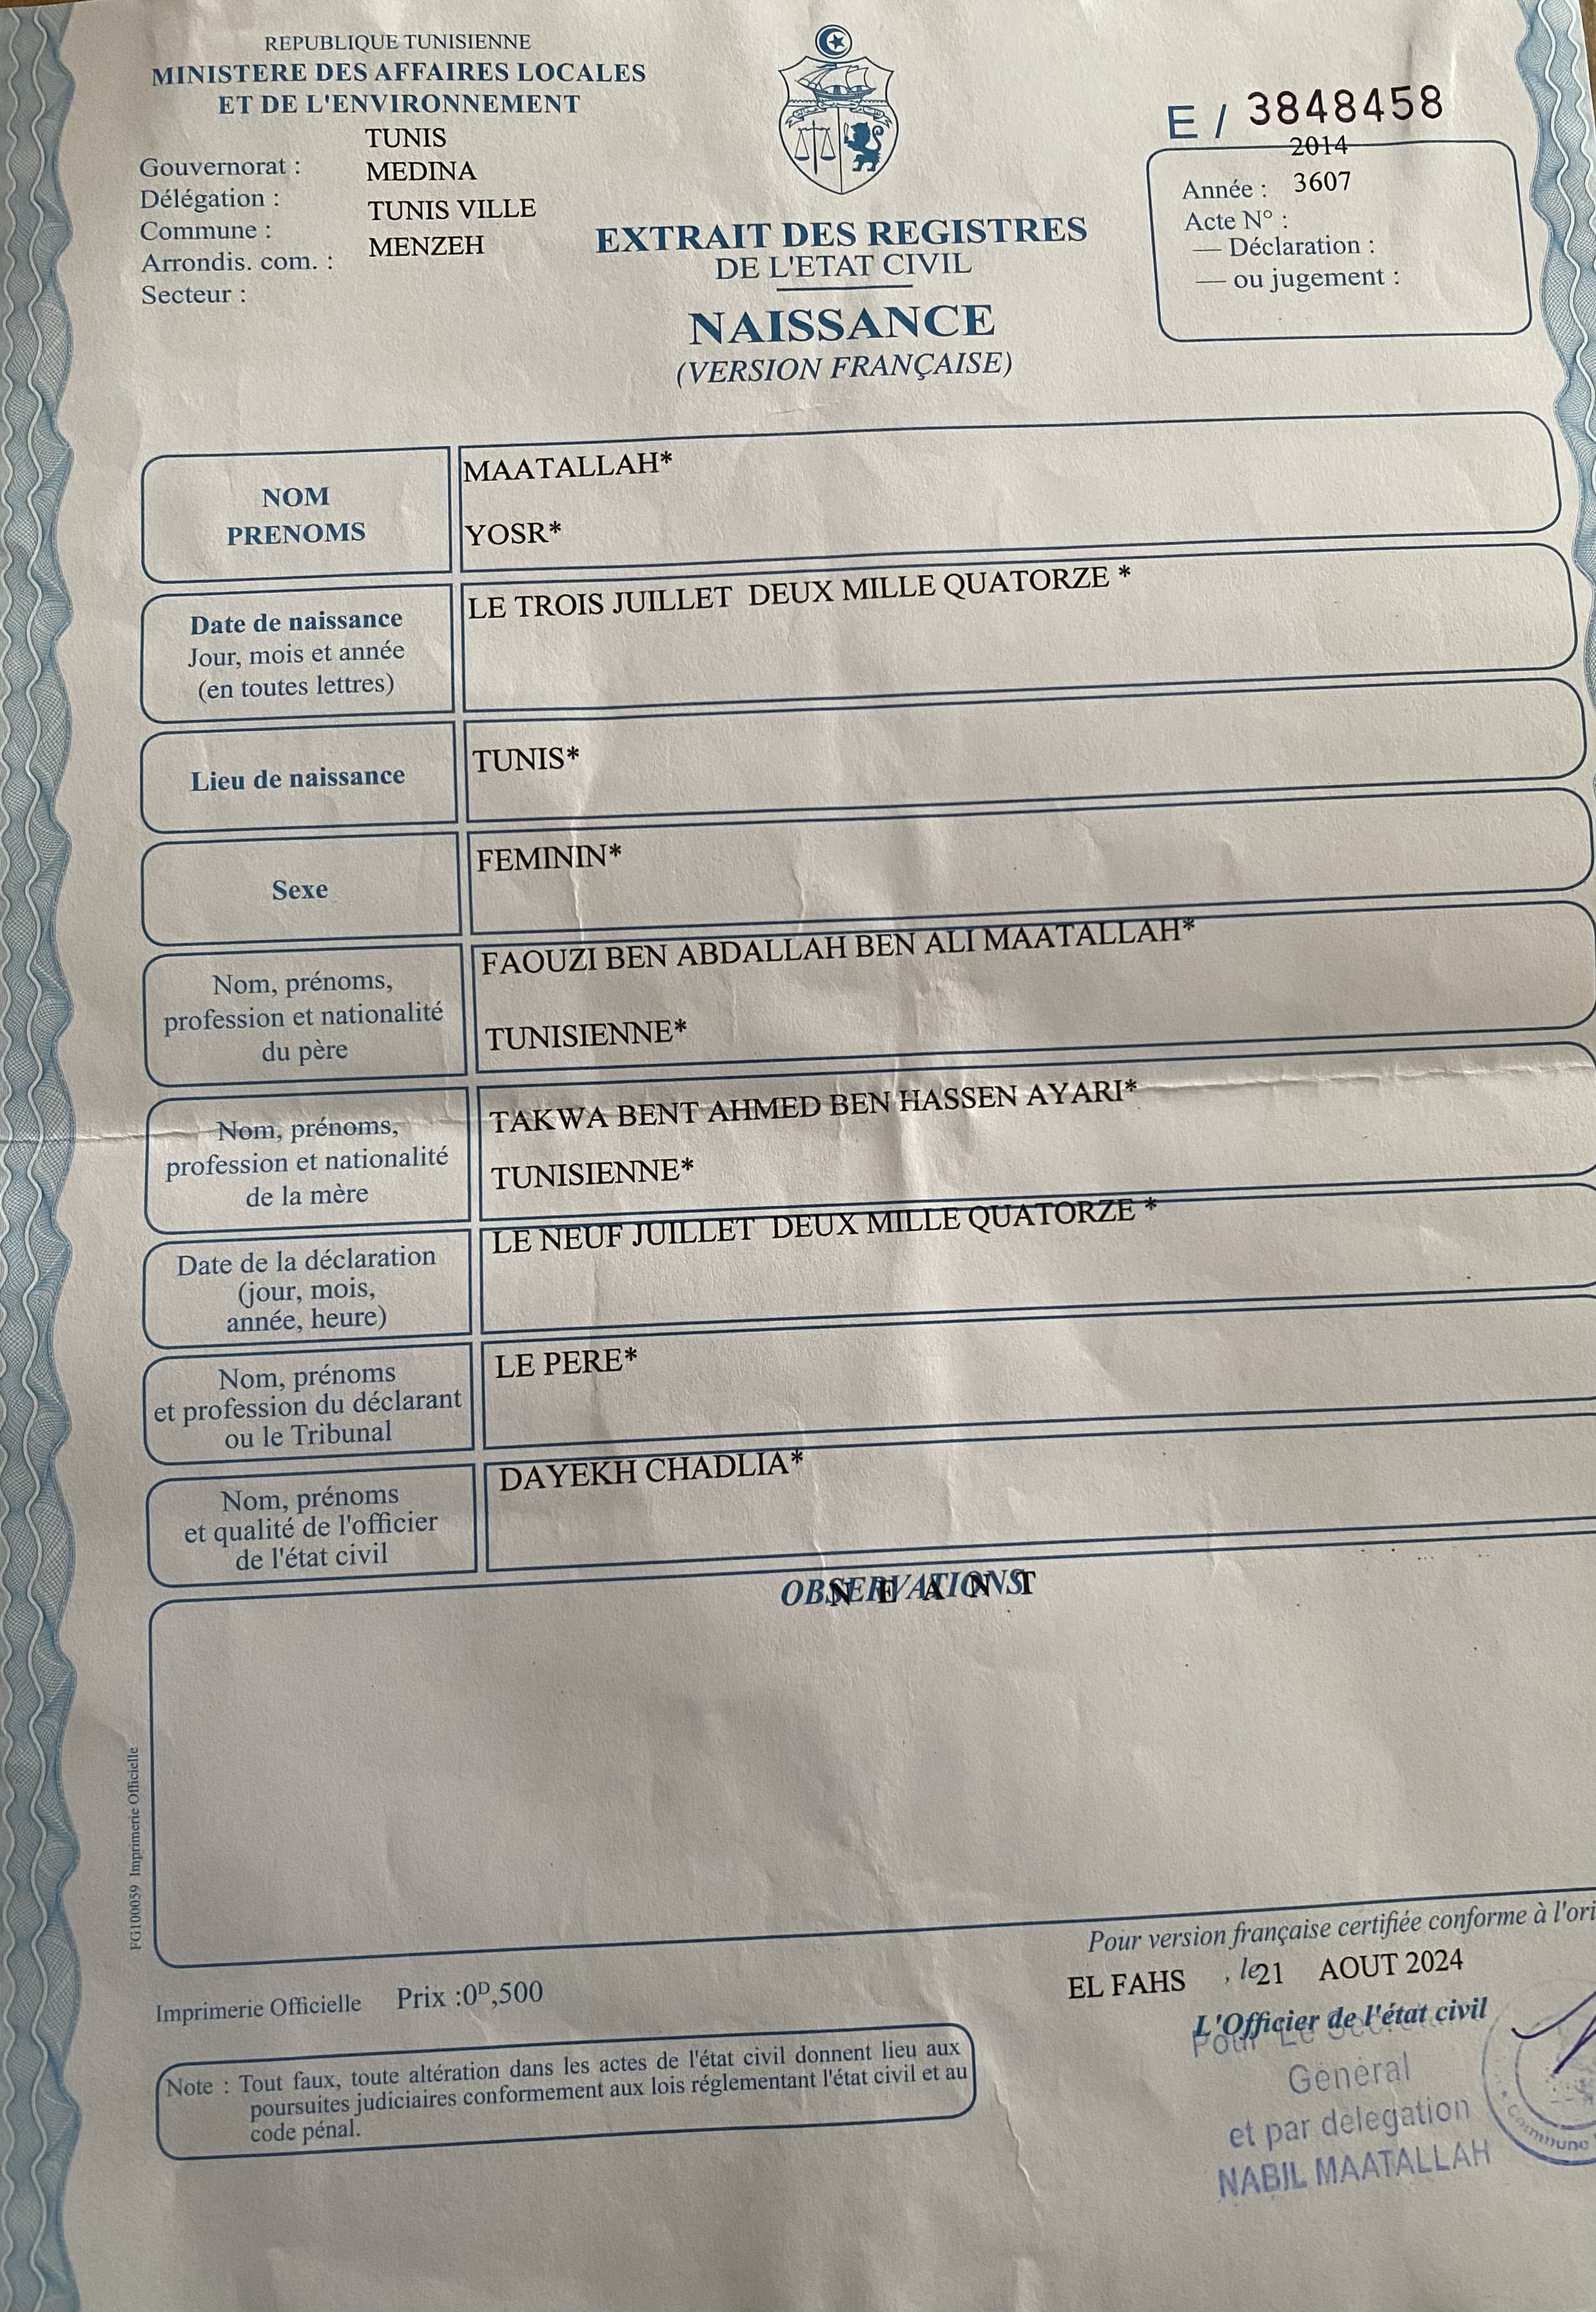 REPUBLIQUE TUNISIENNE
MINISTERE DES AFFAIRES LOCALES
ET DE L'ENVIRONNEMENT
TUNIS
Gouvernorat :
MEDINA
Délégation :
TUNIS VILLE
Commune :
MENZEH
Arrondis. com. :
Secteur :
EXTRAIT DES REGISTRES
DE L'ETAT CIVIL
NAISSANCE
(VERSION FRANÇAISE)
E / 3848458
2014
Année : 3607
Acte N° :
— Déclaration :
— ou jugement :
NOM
PRENOMS
MAATALLAH*
YOSR*
Date de naissance
Jour, mois et année
(en toutes lettres)
LE TROIS JUILLET DEUX MILLE QUATORZE *
Lieu de naissance
TUNIS*
Sexe
FEMININ*
Nom, prénoms,
profession et nationalité
du père
FAOUZI BEN ABDALLAH BEN ALI MAATALLAH*
TUNISIENNE*
Nom, prénoms,
profession et nationalité
de la mère
TAKWA BENT AHMED BEN HASSEN AYARI*
TUNISIENNE*
Date de la déclaration
(jour, mois,
année, heure)
LE NEUF JUILLET DEUX MILLE QUATORZE *
Nom, prénoms
et profession du déclarant
ou le Tribunal
LE PERE*
Nom, prénoms
et qualité de l'officier
de l'état civil
DAYEKH CHADLIA*
OBSERVATIONS
N E A N T
FG100059 Imprimerie Officielle
Pour version française certifiée conforme à l'ori
EL FAHS , le 21 AOUT 2024
L'Officier de l'état civil
Pour Le Secret
Général
et par délegation
NABIL MAATALLAH
Commune
Imprimerie Officielle Prix :0ᴰ,500
Note : Tout faux, toute altération dans les actes de l'état civil donnent lieu aux
poursuites judiciaires conformement aux lois réglementant l'état civil et au
code pénal.